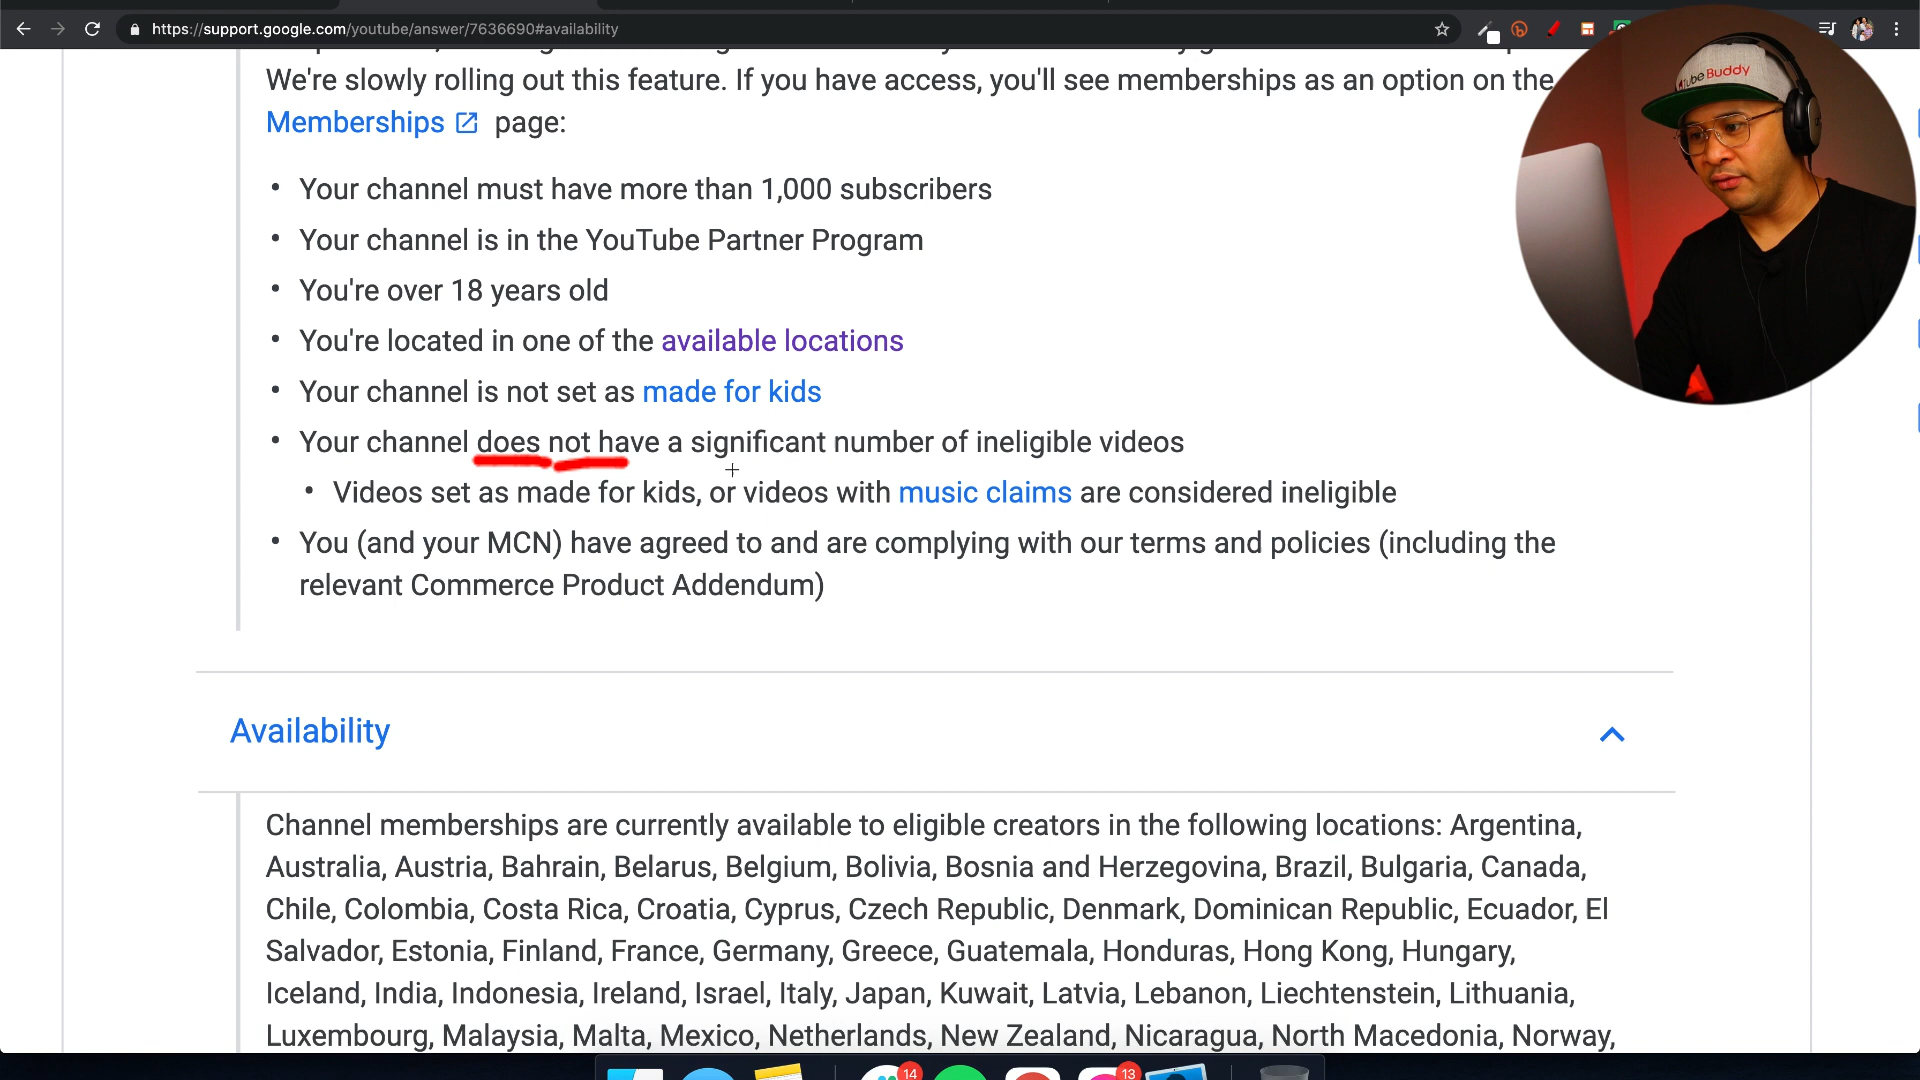 https://support.google.com/youtube/answer/7636690#availability
We're slowly rolling out this feature. If you have access, you'll see memberships as an option on the
Memberships page:
• Your channel must have more than 1,000 subscribers
• Your channel is in the YouTube Partner Program
• You're over 18 years old
• You're located in one of the available locations
• Your channel is not set as made for kids
• Your channel does not have a significant number of ineligible videos
• Videos set as made for kids, or videos with music claims are considered ineligible
• You (and your MCN) have agreed to and are complying with our terms and policies (including the
relevant Commerce Product Addendum)
Availability
Channel memberships are currently available to eligible creators in the following locations: Argentina,
Australia, Austria, Bahrain, Belarus, Belgium, Bolivia, Bosnia and Herzegovina, Brazil, Bulgaria, Canada,
Chile, Colombia, Costa Rica, Croatia, Cyprus, Czech Republic, Denmark, Dominican Republic, Ecuador, El
Salvador, Estonia, Finland, France, Germany, Greece, Guatemala, Honduras, Hong Kong, Hungary,
Iceland, India, Indonesia, Ireland, Israel, Italy, Japan, Kuwait, Latvia, Lebanon, Liechtenstein, Lithuania,
Luxembourg, Malaysia, Malta, Mexico, Netherlands, New Zealand, Nicaragua, North Macedonia, Norway,
14
13
Buddy